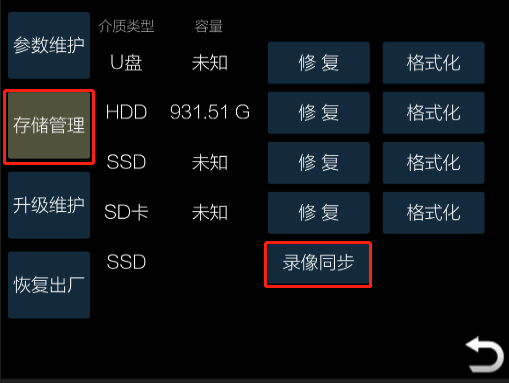 介质类型 容量
参数维护
U盘 未知 修复 格式化
HDD 931.51 G 修复 格式化
存储管理
SSD 未知 修复 格式化
升级维护
SD卡 未知 修复 格式化
SSD 录像同步
恢复出厂